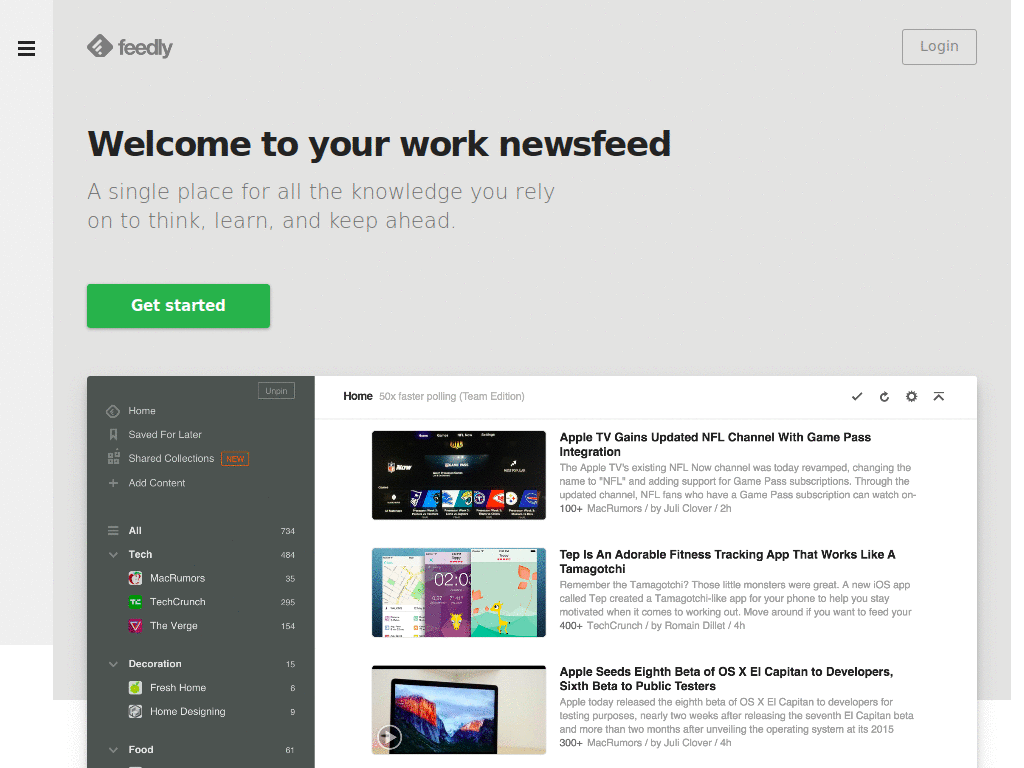 feedly
Login
Welcome to your work newsfeed
A single place for all the knowledge you rely
on to think, learn, and keep ahead.
Get started
Unpin
Home
Saved For Later
Shared Collections NEW
Add Content
All 734
Tech 484
MacRumors 35
TechCrunch 295
The Verge 154
Decoration 15
Fresh Home 6
Home Designing 9
Food 61
Home 50x faster polling (Team Edition)
Apple TV Gains Updated NFL Channel With Game Pass
Integration
The Apple TV's existing NFL Now channel was today revamped, changing the
name to "NFL" and adding support for Game Pass subscriptions. Through the
updated channel, NFL fans who have a Game Pass subscription can watch on-
100+ MacRumors / by Juli Clover / 2h
Tep Is An Adorable Fitness Tracking App That Works Like A
Tamagotchi
Remember the Tamagotchi? Those little monsters were great. A new iOS app
called Tep created a Tamagotchi-like app for your phone to help you stay
motivated when it comes to working out. Move around if you want to feed your
400+ TechCrunch / by Romain Dillet / 4h
Apple Seeds Eighth Beta of OS X El Capitan to Developers,
Sixth Beta to Public Testers
Apple today released the eighth beta of OS X El Capitan to developers for
testing purposes, nearly two weeks after releasing the seventh El Capitan beta
and more than two months after unveiling the operating system at its 2015
300+ MacRumors / by Juli Clover / 4h